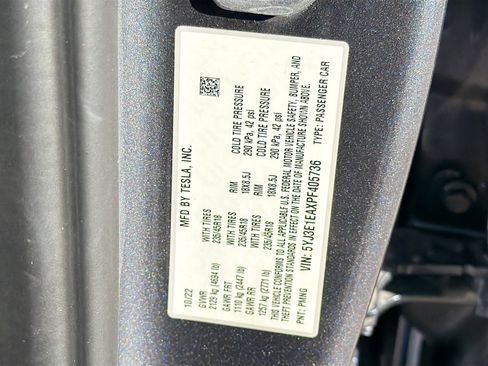 MFD BY TESLA, INC.
10/22
GVWR
2129 kg (4694 lb)
GAWR FRT WITH TIRES RIM COLD TIRE PRESSURE
1110 kg (2447 lb) 235/45R18 18X8.5J 290 kPa, 42 psi
GAWR RR WITH TIRES RIM COLD TIRE PRESSURE
1257 kg (2771 lb) 235/45R18 18X8.5J 290 kPa, 42 psi
THIS VEHICLE CONFORMS TO ALL APPLICABLE U.S. FEDERAL MOTOR VEHICLE SAFETY, BUMPER, AND
THEFT PREVENTION STANDARDS IN EFFECT ON THE DATE OF MANUFACTURE SHOWN ABOVE.
VIN: 5YJ3E1EAXPF405736 TYPE: PASSENGER CAR
PNT: PMNG